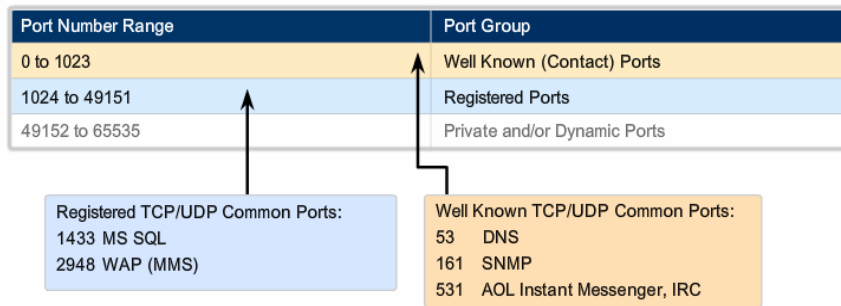 Port Number Range Port Group
0 to 1023 Well Known (Contact) Ports
1024 to 49151 Registered Ports
49152 to 65535 Private and/or Dynamic Ports
Registered TCP/UDP Common Ports:
1433 MS SQL
2948 WAP (MMS)
Well Known TCP/UDP Common Ports:
53 DNS
161 SNMP
531 AOL Instant Messenger, IRC